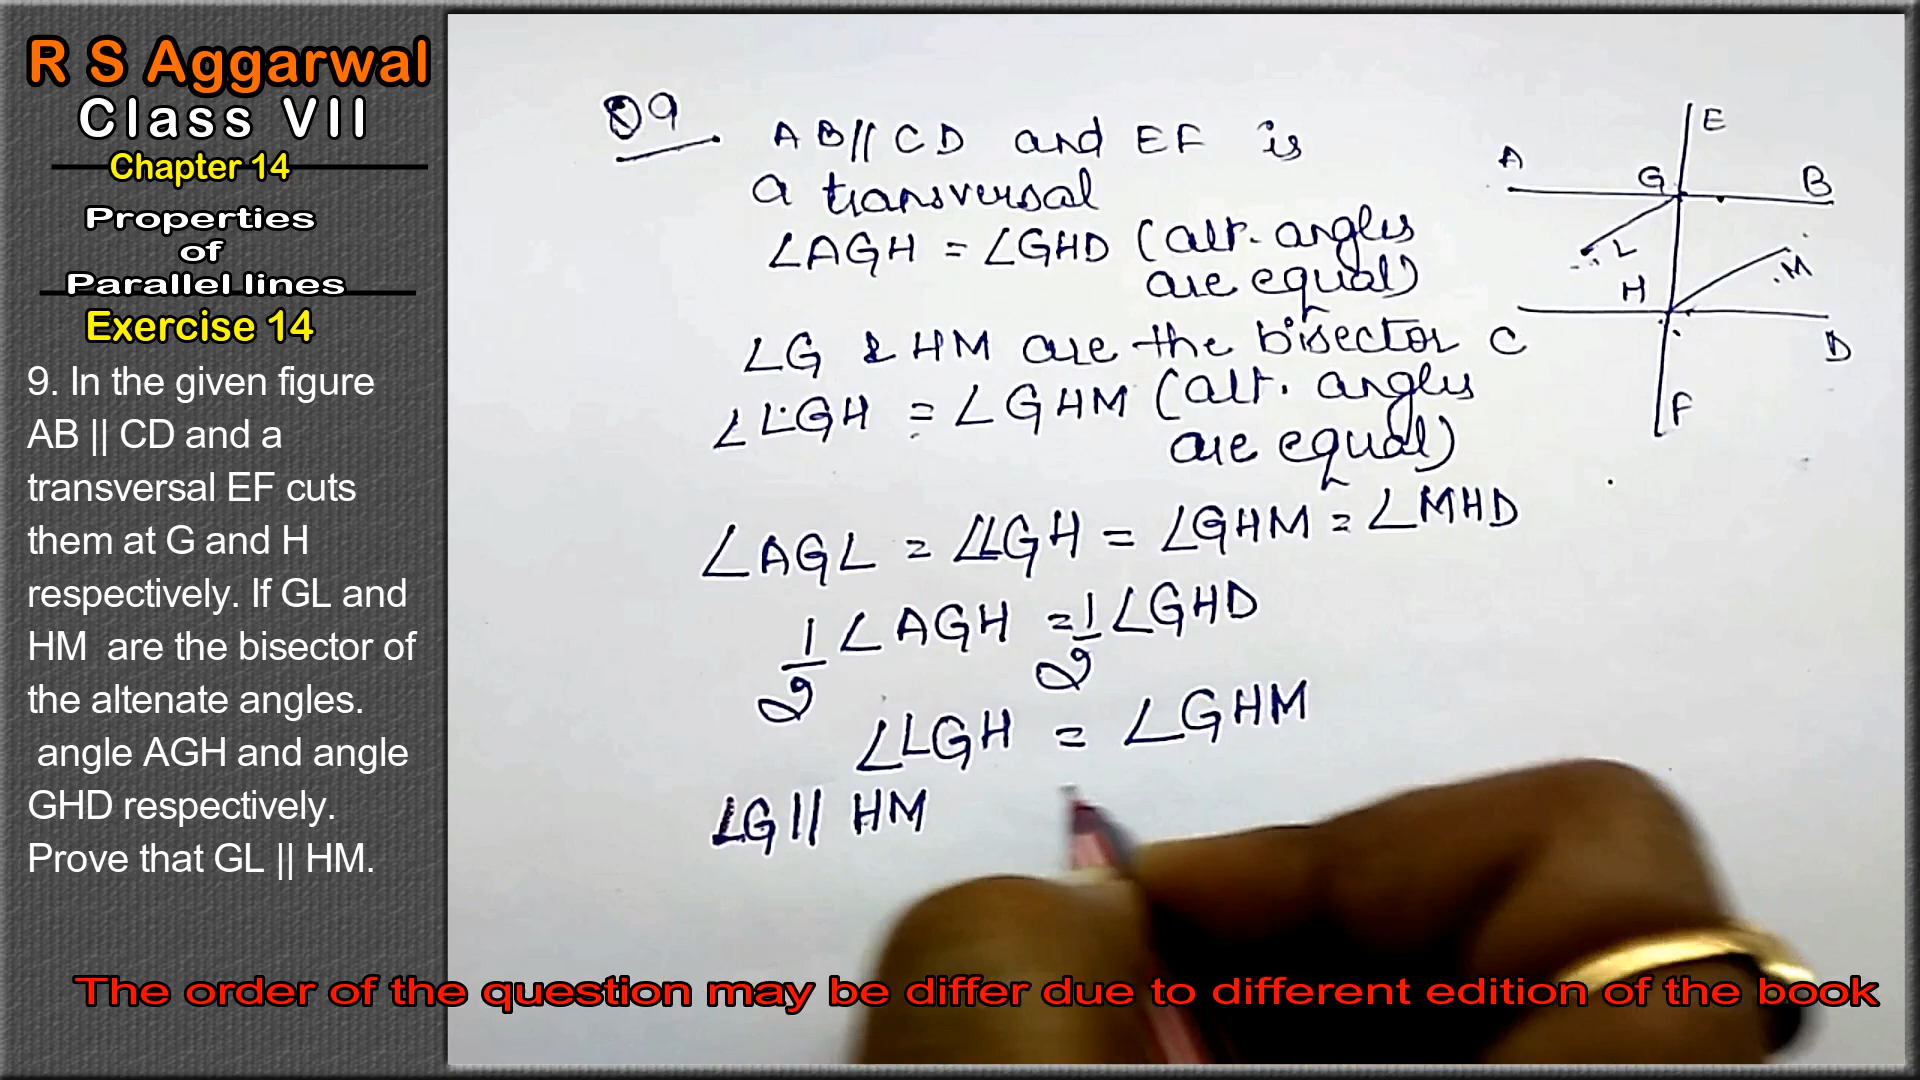 R S Aggarwal
Class VII
Chapter 14
Properties
of
Parallel lines
Exercise 14
9. In the given figure
AB || CD and a
transversal EF cuts
them at G and H
respectively. If GL and
HM are the bisector of
the altenate angles.
angle AGH and angle
GHD respectively.
Prove that GL || HM.
Q9
AB || CD and EF is
a transversal
∠AGH = ∠GHD (alt. angles
are equal)
LG & HM are the bisector
∠LGH = ∠GHM (alt. angles
are equal)
∠AGL = ∠LGH = ∠GHM = ∠MHD
1/2 ∠AGH = 1/2 ∠GHD
∠LGH = ∠GHM
LG || HM
E
A
G
B
L
M
H
C
D
F
The order of the question may be differ due to different edition of the book